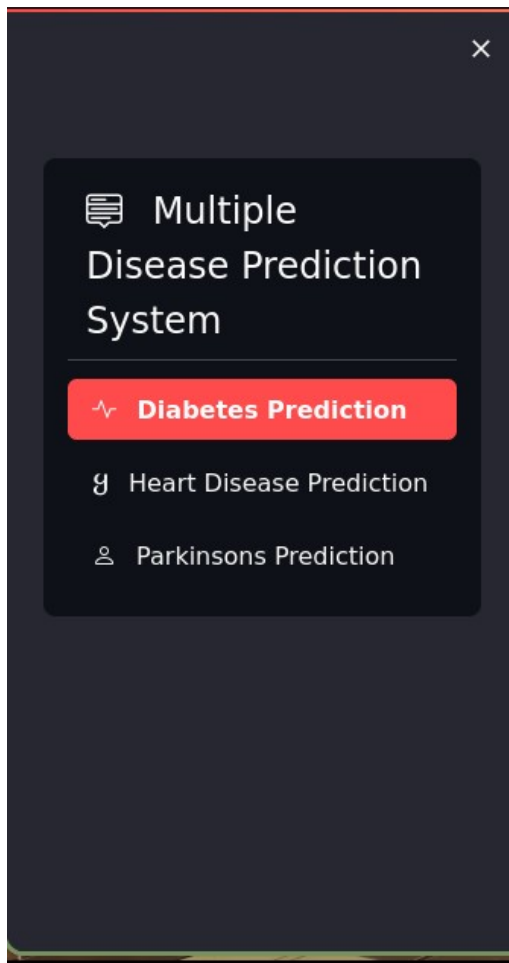 Multiple
Disease Prediction
System
Diabetes Prediction
Heart Disease Prediction
Parkinsons Prediction